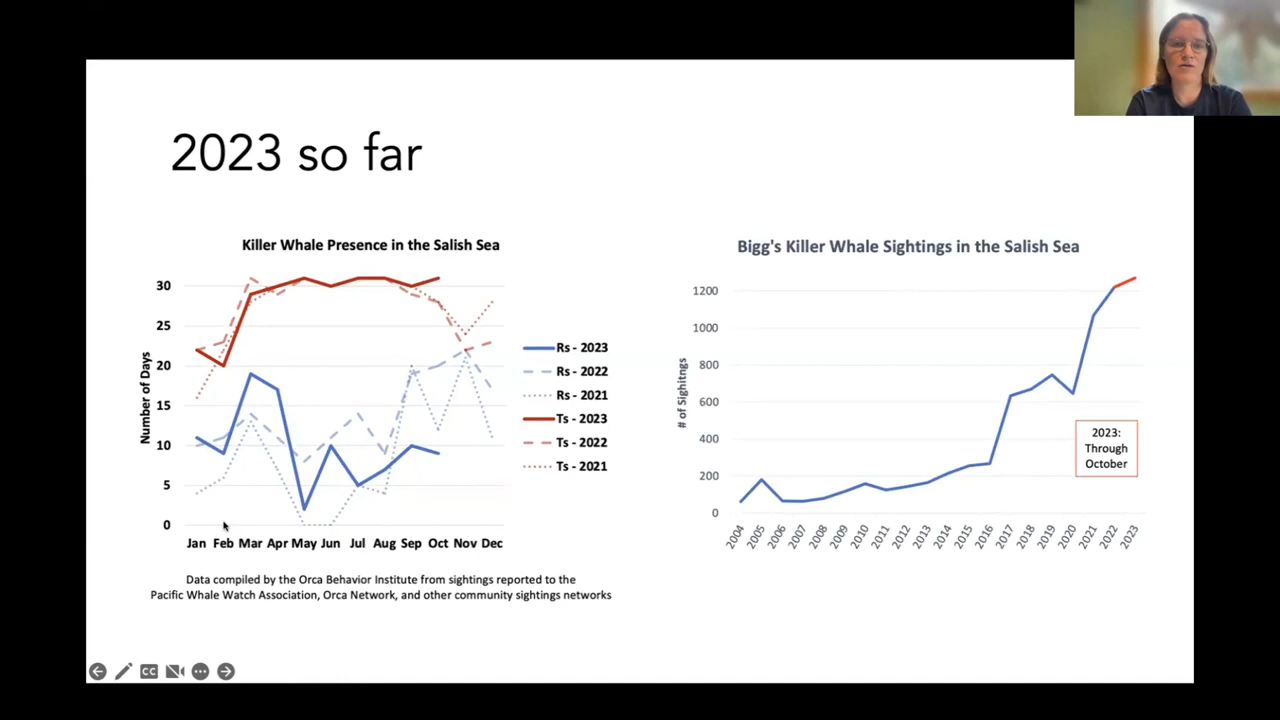 2023 so far
Killer Whale Presence in the Salish Sea
Number of Days
30
25
20
15
10
5
0
Jan Feb Mar Apr May Jun Jul Aug Sep Oct Nov Dec
Rs - 2023
Rs - 2022
Rs - 2021
Ts - 2023
Ts - 2022
Ts - 2021
Data compiled by the Orca Behavior Institute from sightings reported to the
Pacific Whale Watch Association, Orca Network, and other community sightings networks
Bigg's Killer Whale Sightings in the Salish Sea
# of Sighitngs
1200
1000
800
600
400
200
0
2004 2005 2006 2007 2008 2009 2010 2011 2012 2013 2014 2015 2016 2017 2018 2019 2020 2021 2022 2023
2023:
Through
October
CC